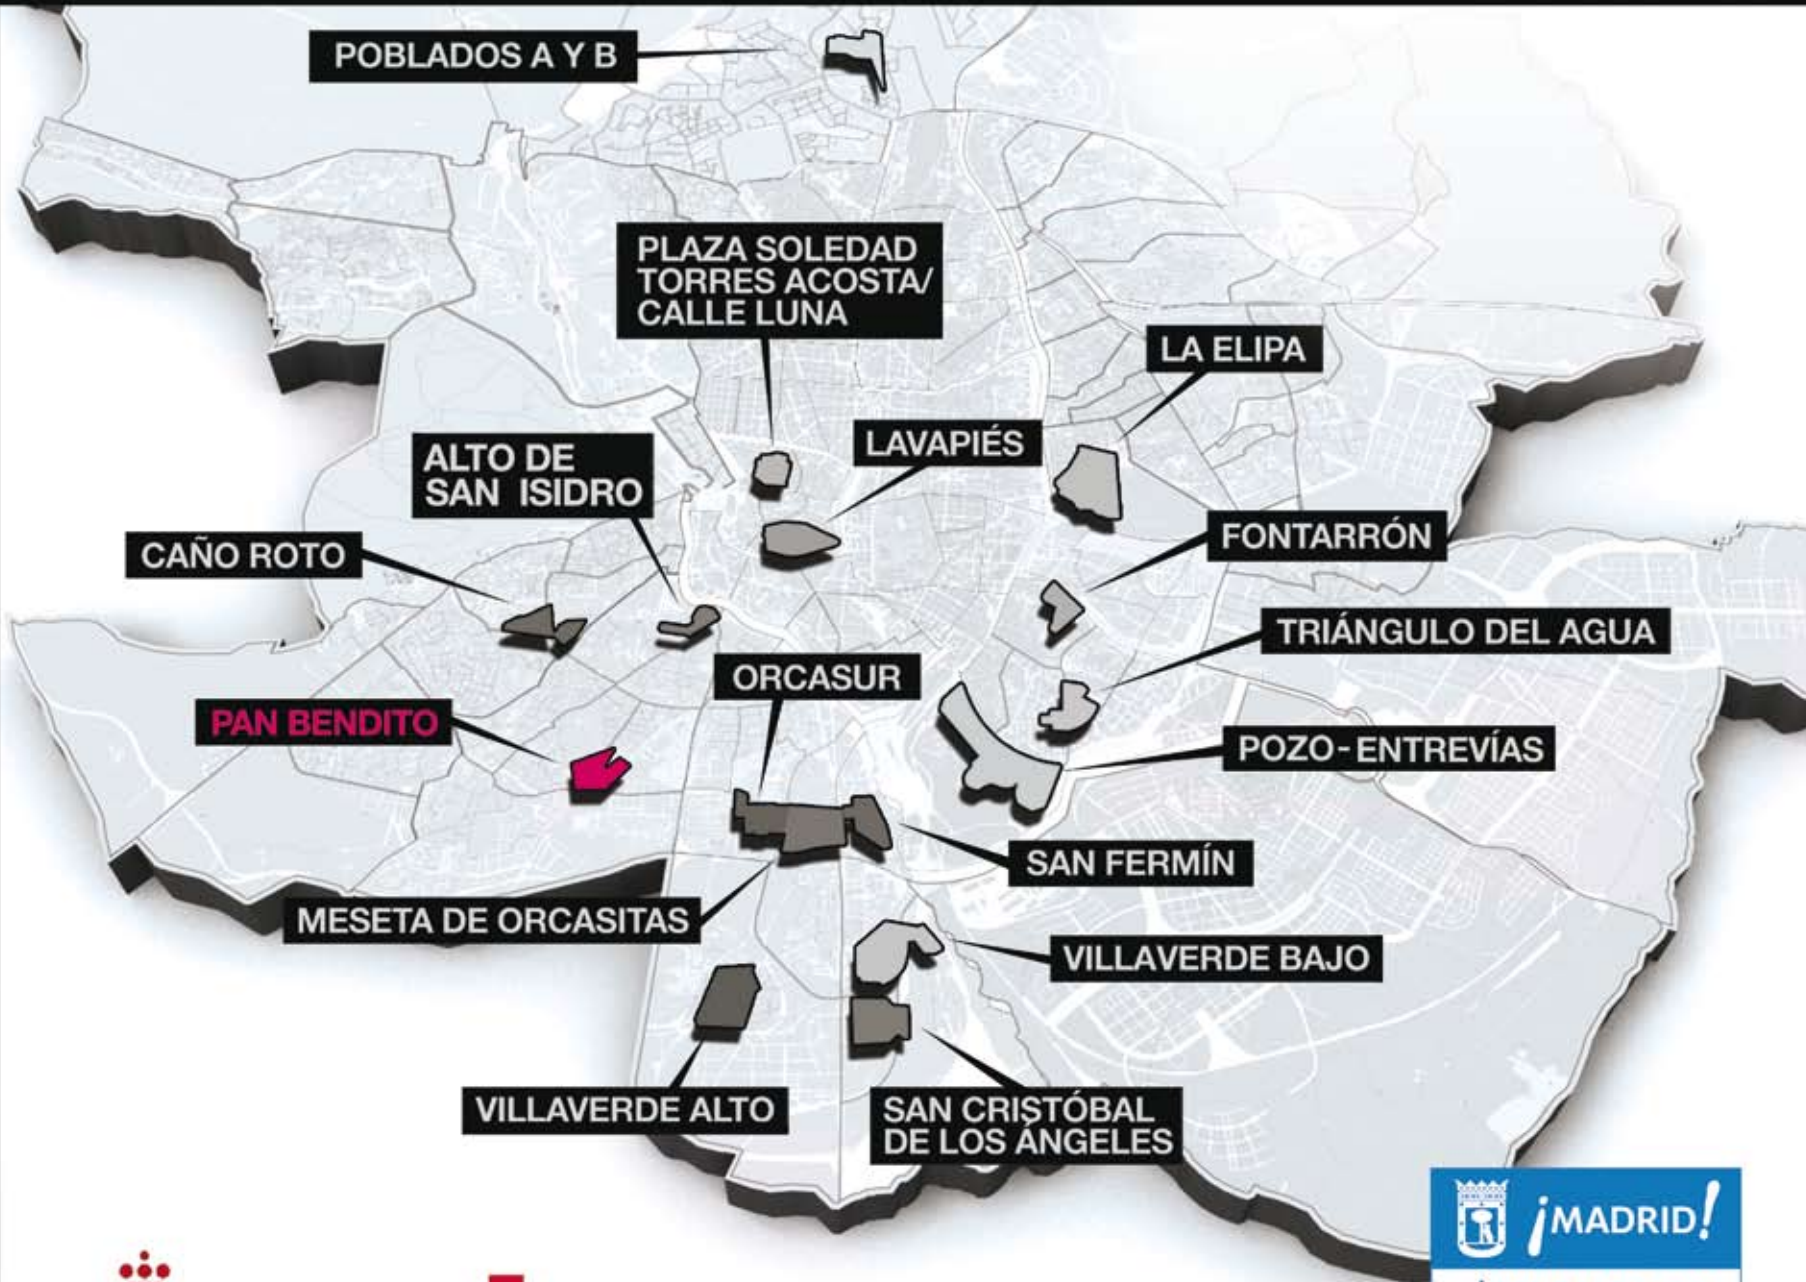 POBLADOS A Y B
PLAZA SOLEDAD
TORRES ACOSTA/
CALLE LUNA
LA ELIPA
LAVAPIÉS
ALTO DE
SAN ISIDRO
FONTARRÓN
CAÑO ROTO
TRIÁNGULO DEL AGUA
ORCASUR
PAN BENDITO
POZO-ENTREVÍAS
SAN FERMÍN
MESETA DE ORCASITAS
VILLAVERDE BAJO
VILLAVERDE ALTO
SAN CRISTÓBAL
DE LOS ÁNGELES
¡MADRID!